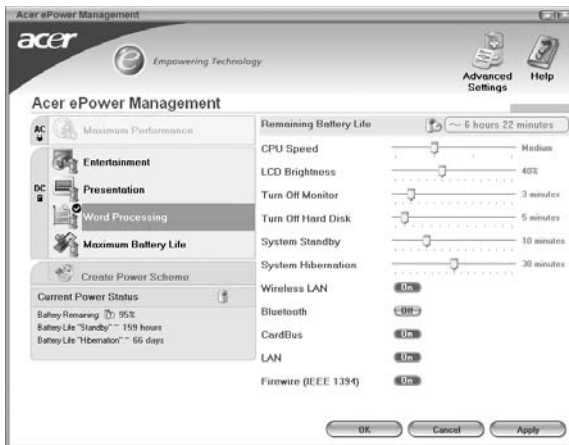 Acer ePower Management
acer
Empowering Technology
Advanced Settings
Help
Acer ePower Management
AC
Maximum Performance
DC
Entertainment
Presentation
Word Processing
Maximum Battery Life
Create Power Scheme
Current Power Status
Battery Remaining: 95%
Battery Life "Standby" ~ 159 hours
Battery Life "Hibernation" ~ 66 days
Remaining Battery Life ~ 6 hours 22 minutes
CPU Speed Medium
LCD Brightness 40%
Turn Off Monitor 3 minutes
Turn Off Hard Disk 5 minutes
System Standby 10 minutes
System Hibernation 30 minutes
Wireless LAN On
Bluetooth Off
CardBus On
LAN On
Firewire (IEEE 1394) On
OK Cancel Apply